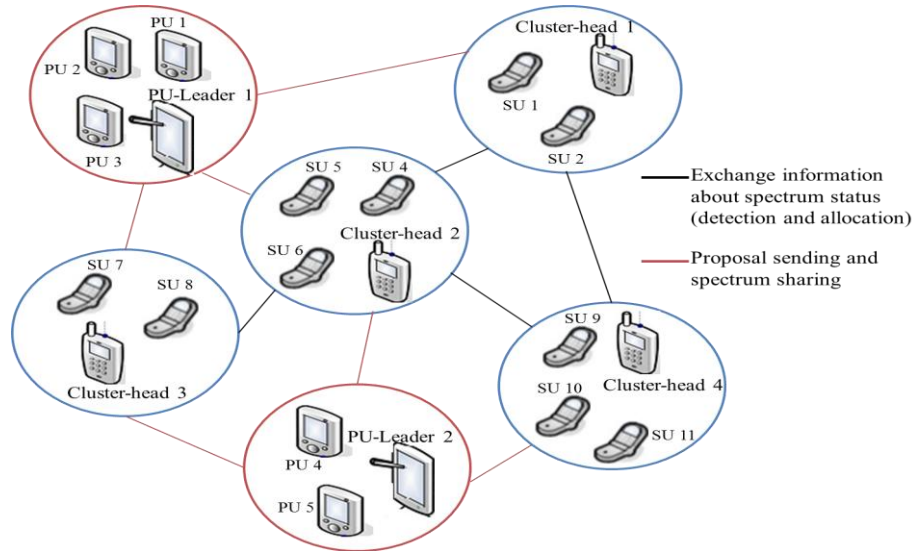 PU 1
PU 2
PU-Leader 1
PU 3
Cluster-head 1
SU 1
SU 2
SU 5
SU 4
Cluster-head 2
SU 6
Exchange information
about spectrum status
(detection and allocation)
Proposal sending and
spectrum sharing
SU 7
SU 8
Cluster-head 3
SU 9
Cluster-head 4
SU 10
SU 11
PU-Leader 2
PU 4
PU 5